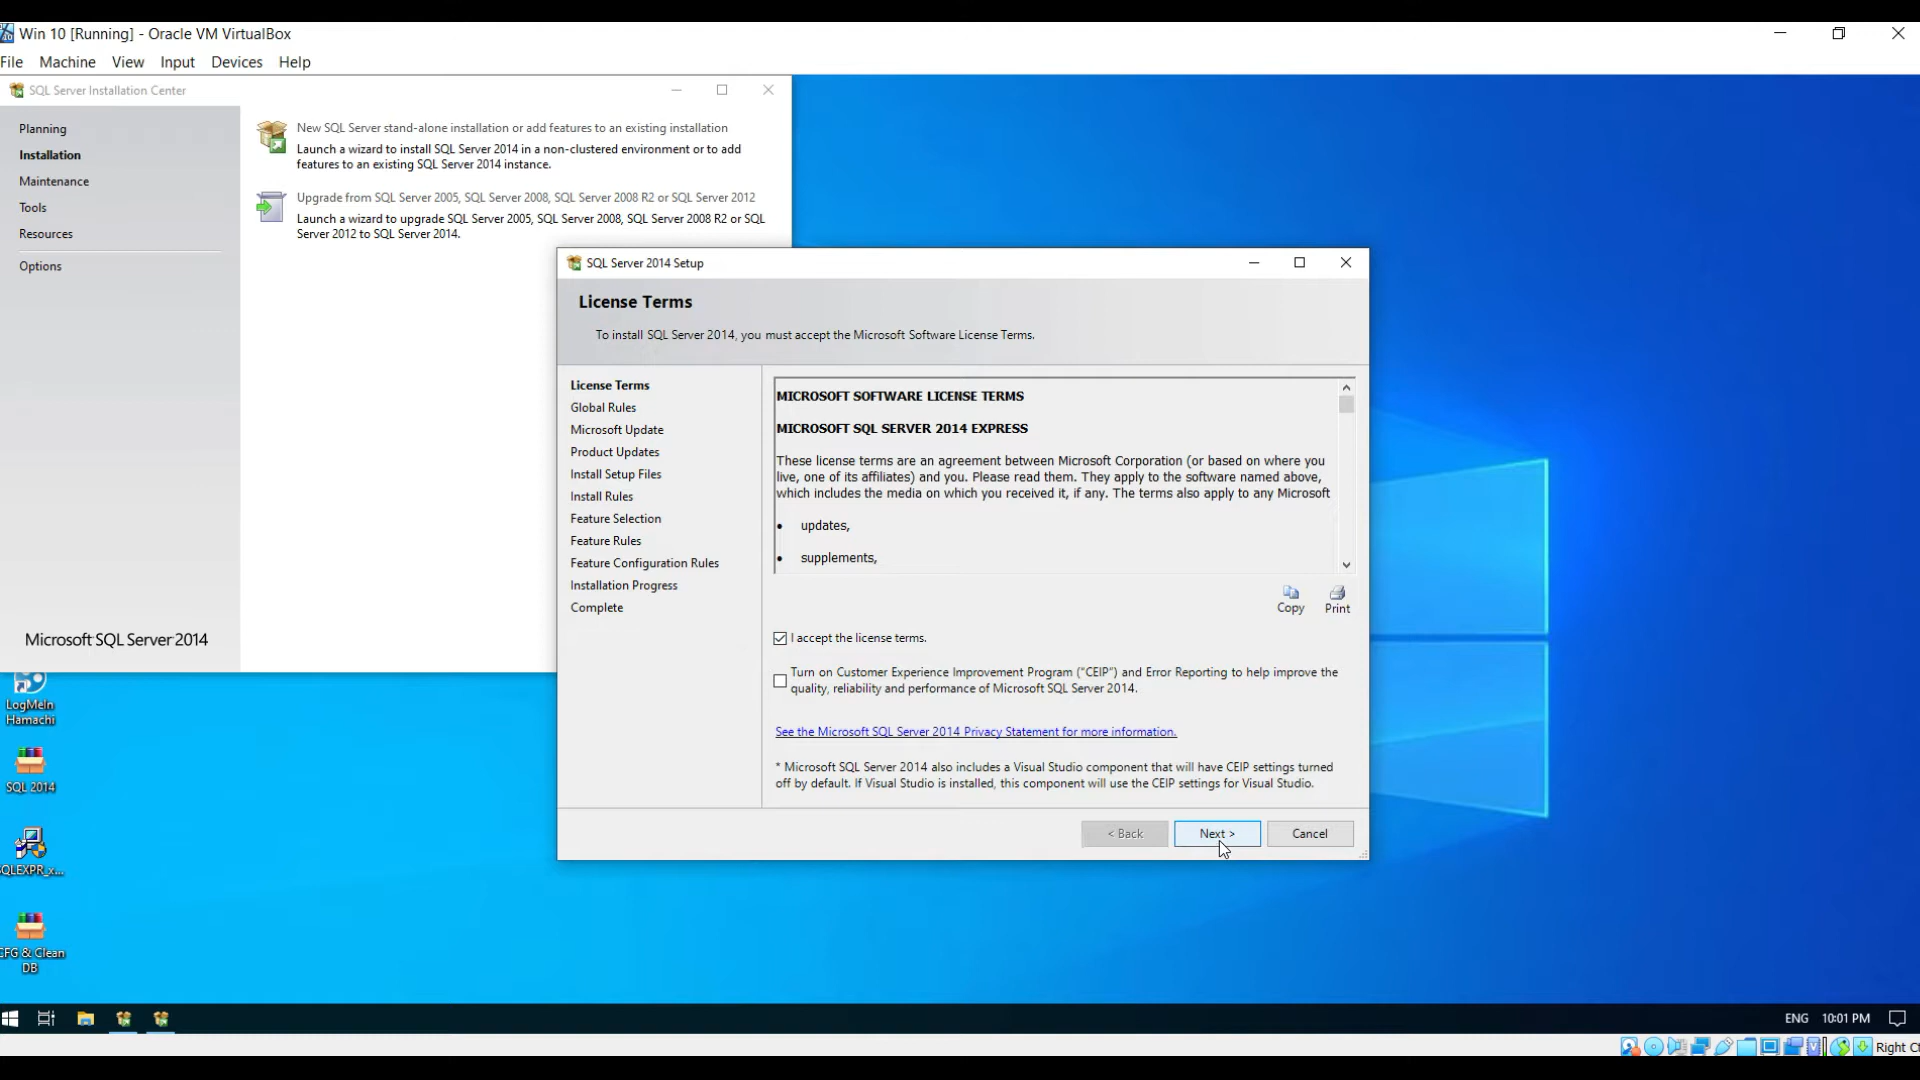 Win 10 [Running] - Oracle VM VirtualBox
File Machine View Input Devices Help
SQL Server Installation Center
Planning
Installation
Maintenance
Tools
Resources
Options
Microsoft SQL Server 2014
New SQL Server stand-alone installation or add features to an existing installation
Launch a wizard to install SQL Server 2014 in a non-clustered environment or to add
features to an existing SQL Server 2014 instance.
Upgrade from SQL Server 2005, SQL Server 2008, SQL Server 2008 R2 or SQL Server 2012
Launch a wizard to upgrade SQL Server 2005, SQL Server 2008, SQL Server 2008 R2 or SQL
Server 2012 to SQL Server 2014.
SQL Server 2014 Setup
License Terms
To install SQL Server 2014, you must accept the Microsoft Software License Terms.
License Terms
Global Rules
Microsoft Update
Product Updates
Install Setup Files
Install Rules
Feature Selection
Feature Rules
Feature Configuration Rules
Installation Progress
Complete
MICROSOFT SOFTWARE LICENSE TERMS
MICROSOFT SQL SERVER 2014 EXPRESS
These license terms are an agreement between Microsoft Corporation (or based on where you
live, one of its affiliates) and you. Please read them. They apply to the software named above,
which includes the media on which you received it, if any. The terms also apply to any Microsoft
• updates,
• supplements,
Copy Print
I accept the license terms.
Turn on Customer Experience Improvement Program ("CEIP") and Error Reporting to help improve the
quality, reliability and performance of Microsoft SQL Server 2014.
See the Microsoft SQL Server 2014 Privacy Statement for more information.
* Microsoft SQL Server 2014 also includes a Visual Studio component that will have CEIP settings turned
off by default. If Visual Studio is installed, this component will use the CEIP settings for Visual Studio.
< Back Next > Cancel
LogMeIn
Hamachi
SQL 2014
SQLEXPR_x...
CFG & Clean
DB
ENG 10:01 PM
Right Ct